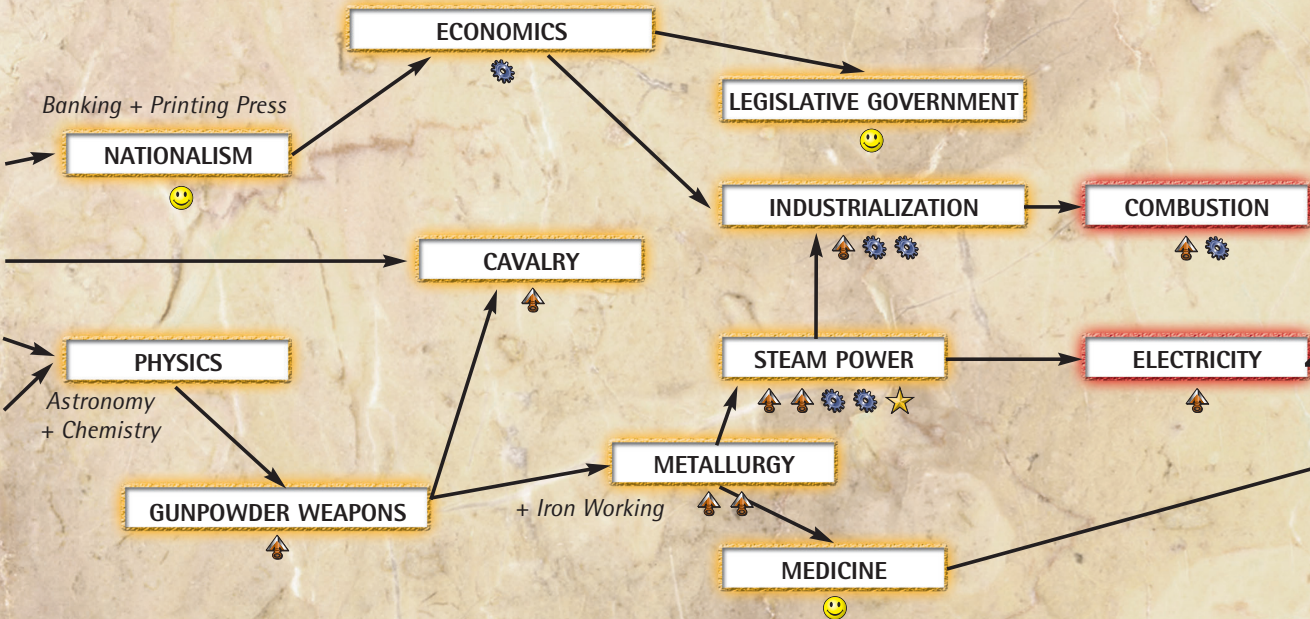 ECONOMICS
Banking + Printing Press
LEGISLATIVE GOVERNMENT
NATIONALISM
INDUSTRIALIZATION
COMBUSTION
CAVALRY
PHYSICS
STEAM POWER
ELECTRICITY
Astronomy
+ Chemistry
METALLURGY
GUNPOWDER WEAPONS
+ Iron Working
MEDICINE